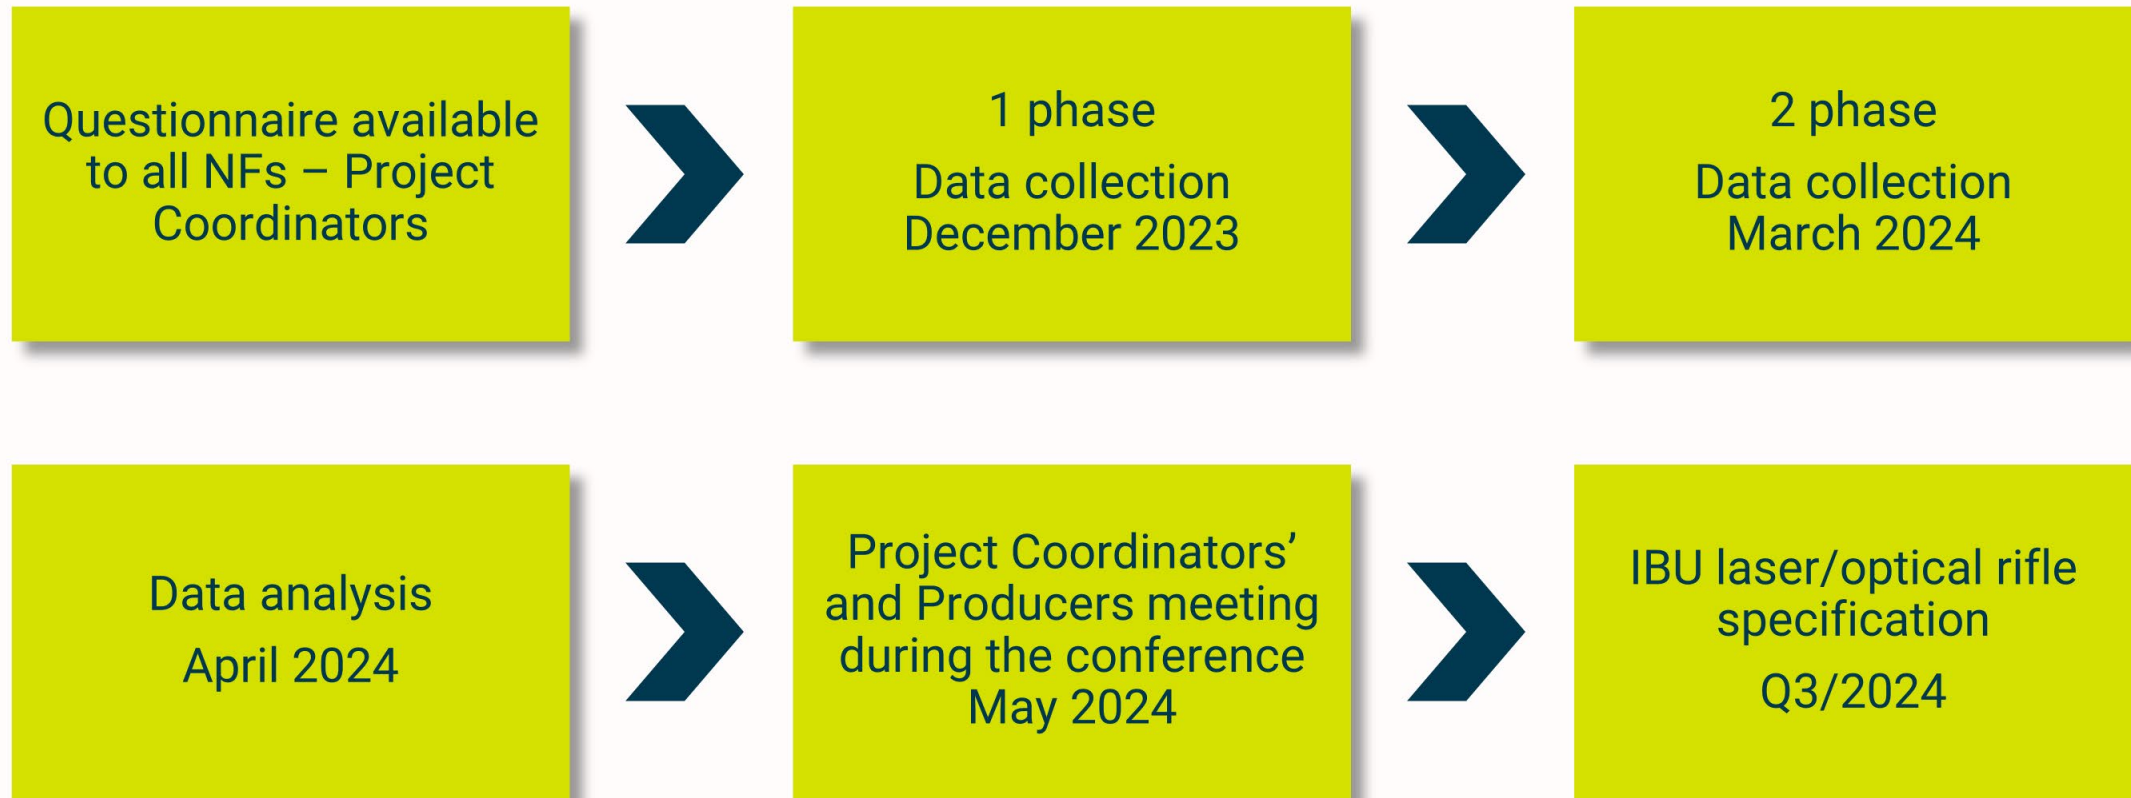 Questionnaire available
to all NFs – Project
Coordinators
1 phase
Data collection
December 2023
2 phase
Data collection
March 2024
Data analysis
April 2024
Project Coordinators’
and Producers meeting
during the conference
May 2024
IBU laser/optical rifle
specification
Q3/2024